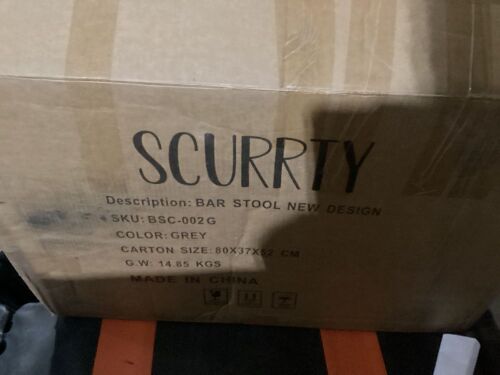 SCURRTY
Description: BAR STOOL NEW DESIGN
SKU: BSC-002G
COLOR: GREY
CARTON SIZE: 80X37X52 CM
G.W: 14.85 KGS
MADE IN CHINA